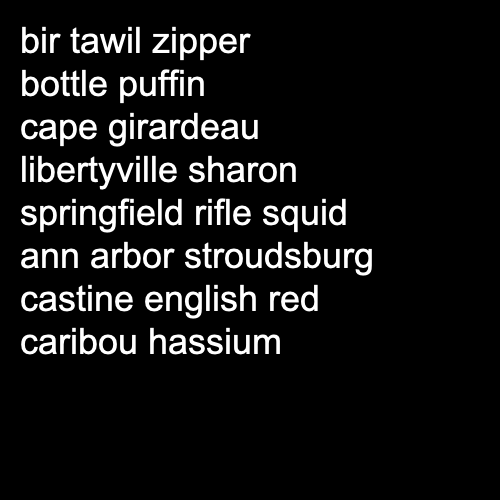 bir tawil zipper
bottle puffin
cape girardeau
libertyville sharon
springfield rifle squid
ann arbor stroudsburg
castine english red
caribou hassium